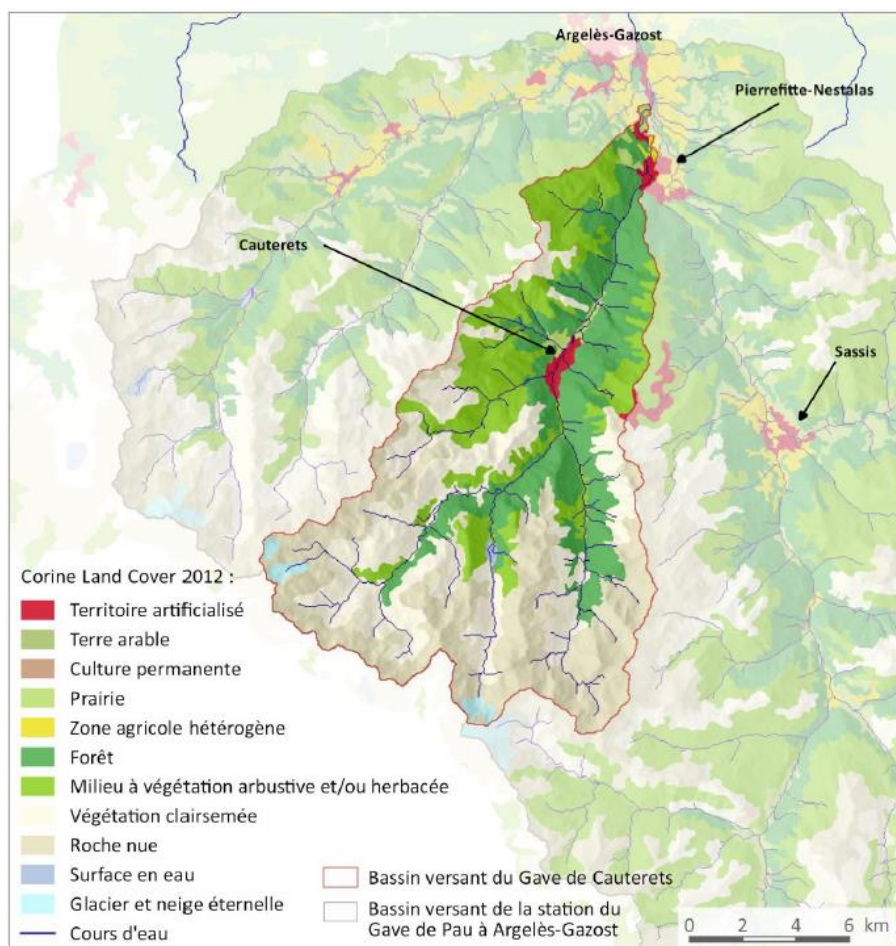 Argelès-Gazost
Pierrefitte-Nestalas
Cauterets
Sassis
Corine Land Cover 2012 :
Territoire artificialisé
Terre arable
Culture permanente
Prairie
Zone agricole hétérogène
Forêt
Milieu à végétation arbustive et/ou herbacée
Végétation clairsemée
Roche nue
Surface en eau
Glacier et neige éternelle
Cours d'eau
Bassin versant du Gave de Cauterets
Bassin versant de la station du
Gave de Pau à Argelès-Gazost
0 2 4 6 km